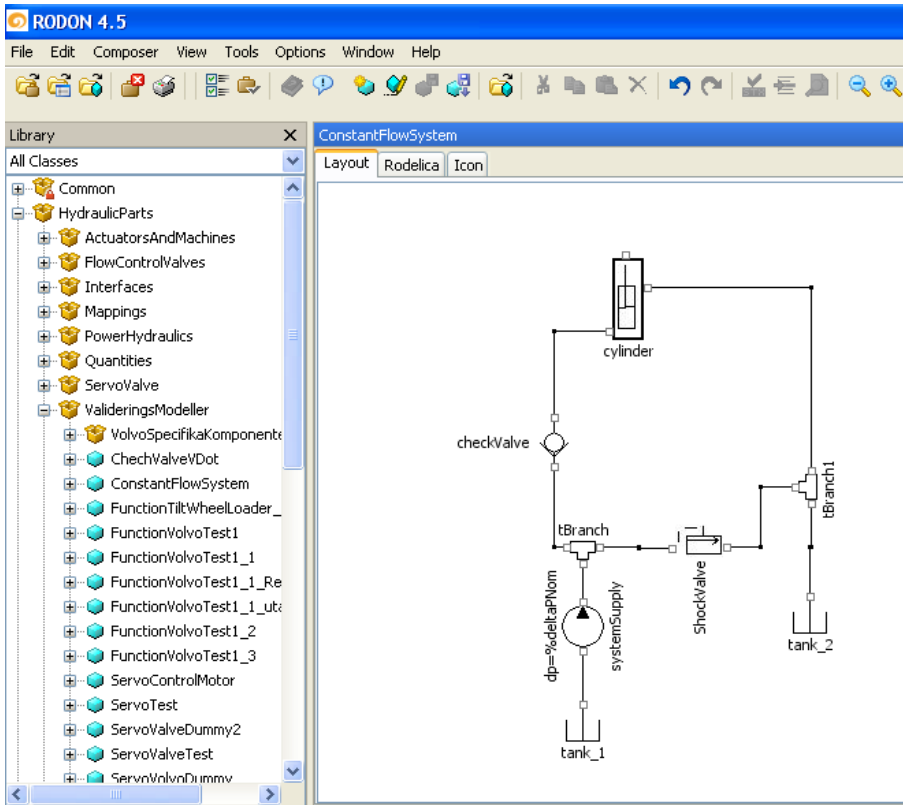 RODON 4.5
File Edit Composer View Tools Options Window Help
Library
ConstantFlowSystem
All Classes
Layout Rodelica Icon
Common
HydraulicParts
ActuatorsAndMachines
FlowControlValves
Interfaces
Mappings
PowerHydraulics
Quantities
ServoValve
ValideringsModeller
VolvoSpecifikaKomponente
ChechValveVDot
ConstantFlowSystem
FunctionTiltWheelLoader_
FunctionVolvoTest1
FunctionVolvoTest1_1
FunctionVolvoTest1_1_Re
FunctionVolvoTest1_1_uta
FunctionVolvoTest1_2
FunctionVolvoTest1_3
ServoControlMotor
ServoTest
ServoValveDummy2
ServoValveTest
ServoVolvoDummy
cylinder
checkValve
tBranch1
tBranch
ShockValve
dp=%deltaPNom
systemSupply
tank_2
tank_1